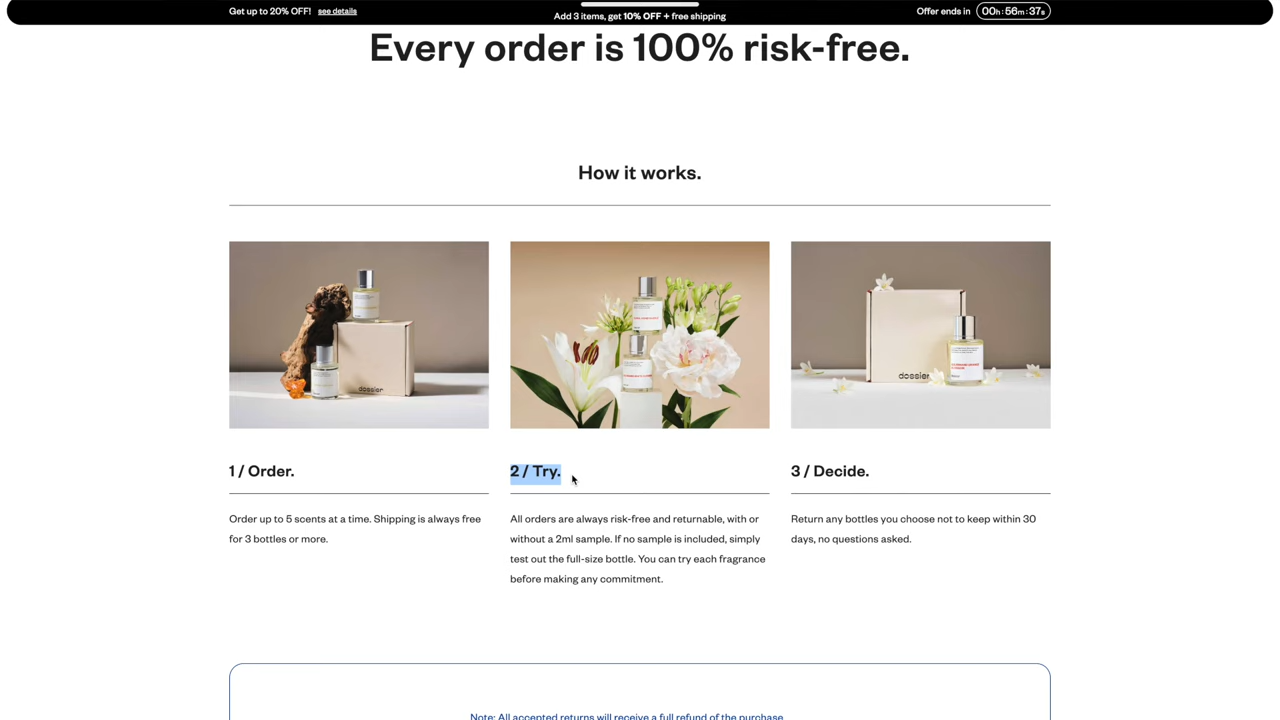 Get up to 20% OFF! see details
Add 3 items, get 10% OFF + free shipping
Offer ends in 00h : 56m : 37s
Every order is 100% risk-free.
How it works.
dossier
dossier
1 / Order.
Order up to 5 scents at a time. Shipping is always free
for 3 bottles or more.
2 / Try.
All orders are always risk-free and returnable, with or
without a 2ml sample. If no sample is included, simply
test out the full-size bottle. You can try each fragrance
before making any commitment.
3 / Decide.
Return any bottles you choose not to keep within 30
days, no questions asked.
Note: All accepted returns will receive a full refund of the purchase